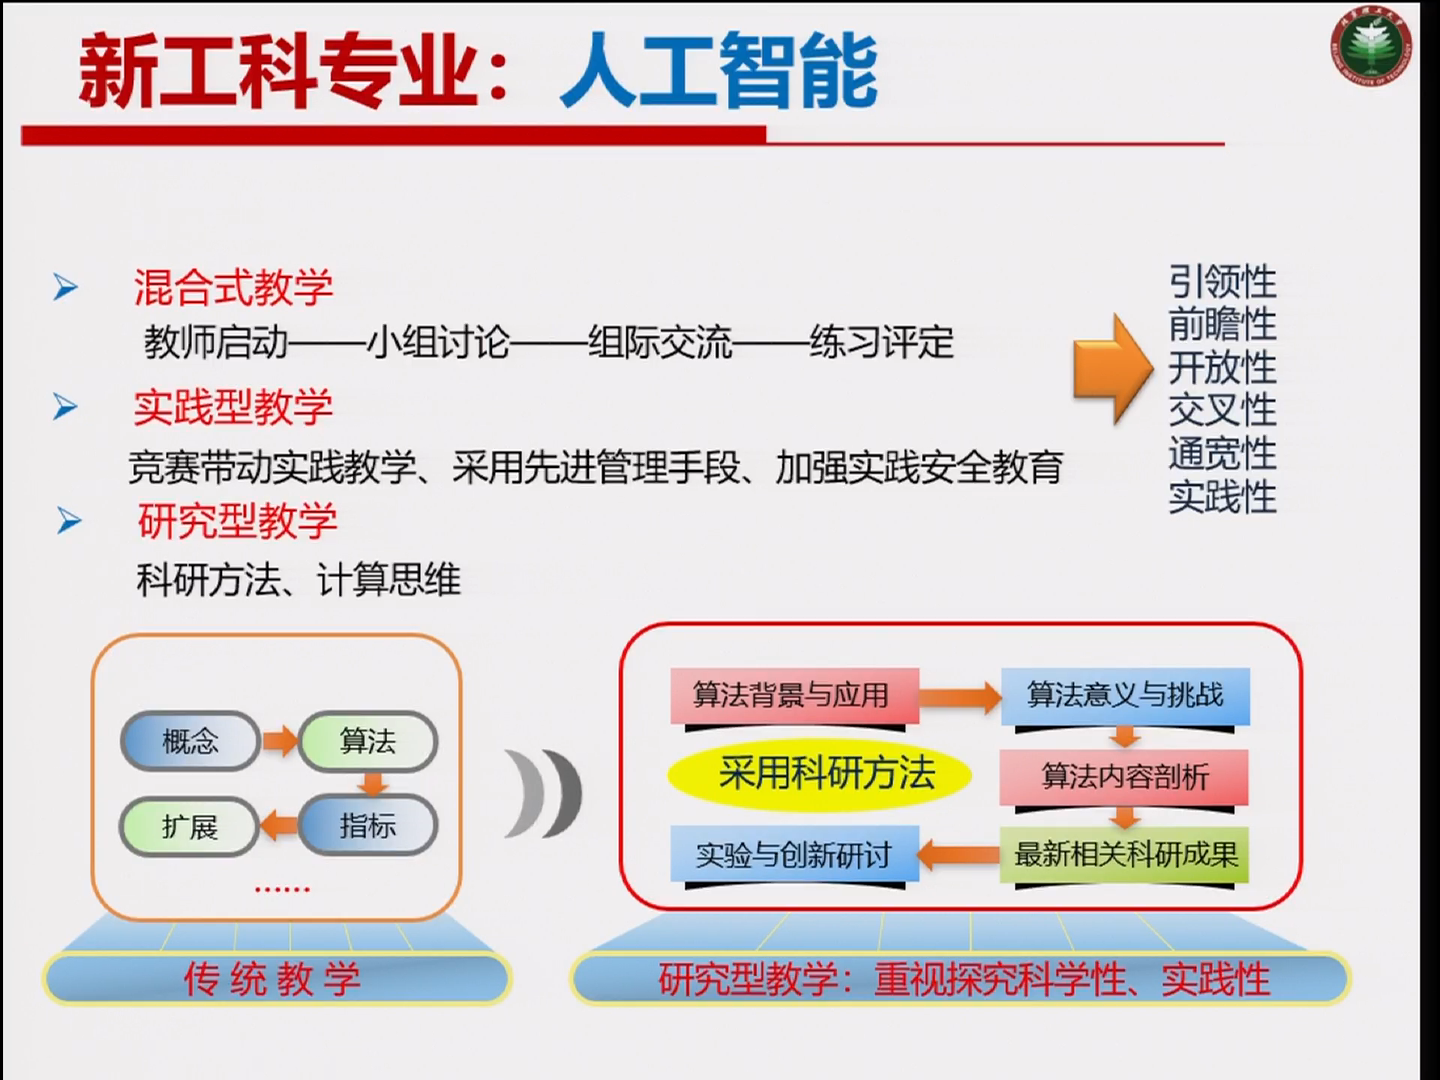 新工科专业：人工智能
混合式教学
教师启动——小组讨论——组际交流——练习评定
实践型教学
竞赛带动实践教学、采用先进管理手段、加强实践安全教育
研究型教学
科研方法、计算思维
引领性
前瞻性
开放性
交叉性
通宽性
实践性
概念
算法
扩展
指标
……
传统教学
算法背景与应用
算法意义与挑战
采用科研方法
算法内容剖析
实验与创新研讨
最新相关科研成果
研究型教学：重视探究科学性、实践性